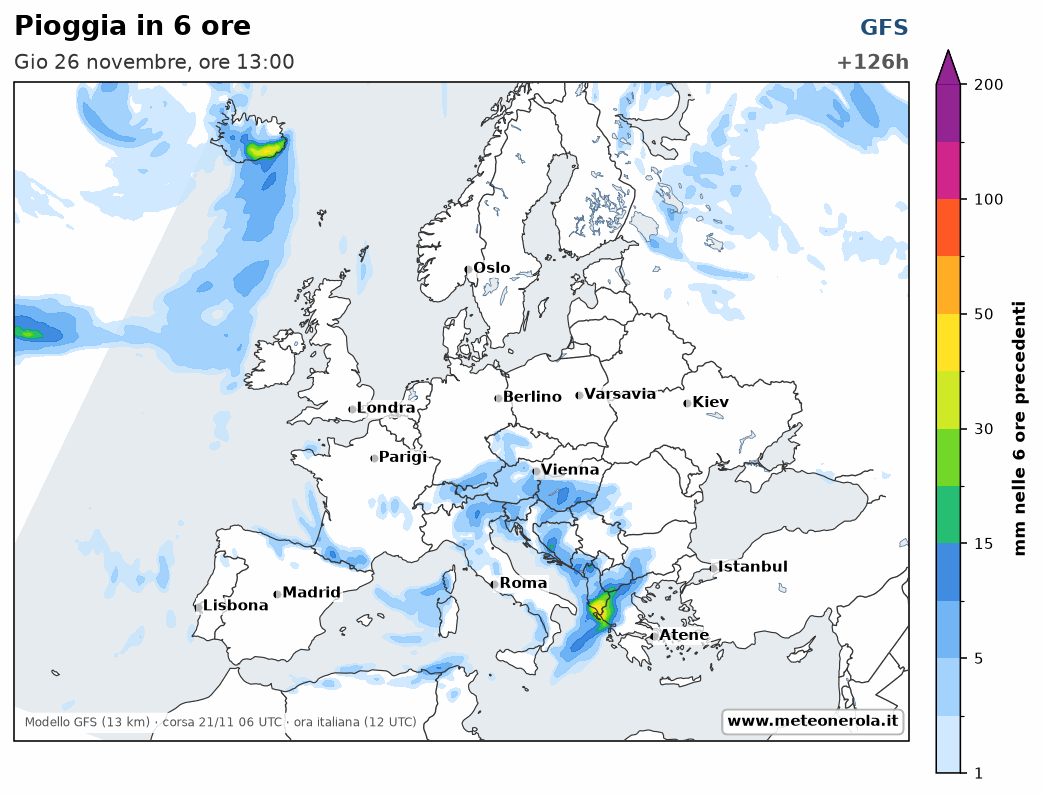 Pioggia in 6 ore
GFS
Gio 26 novembre, ore 13:00
+126h
200
100
50
30
15
5
1
mm nelle 6 ore precedenti
Oslo
Berlino
Varsavia
Kiev
Londra
Parigi
Vienna
Istanbul
Roma
Madrid
Lisbona
Atene
Modello GFS (13 km) · corsa 21/11 06 UTC · ora italiana (12 UTC)
www.meteonerola.it